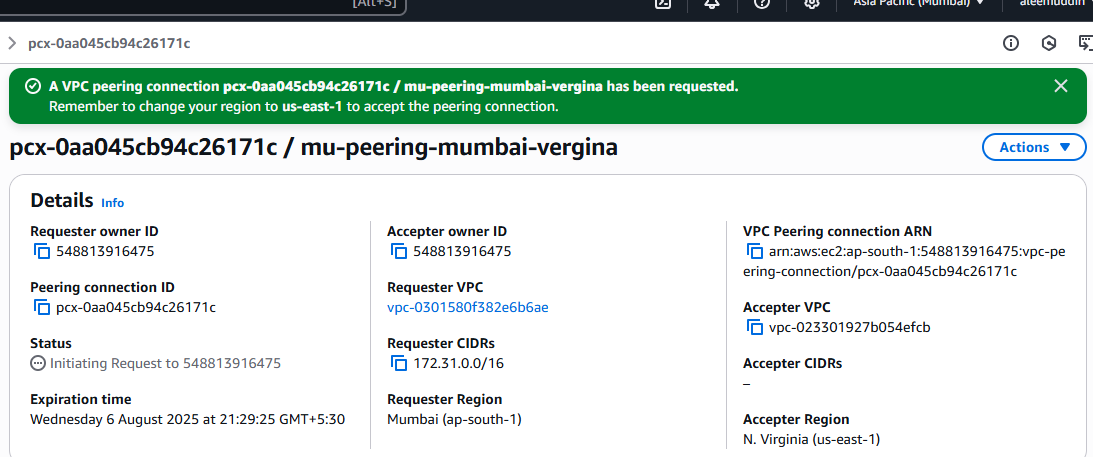 [Alt+S]
Asia Pacific (Mumbai)
aleemuddin
pcx-0aa045cb94c26171c
A VPC peering connection pcx-0aa045cb94c26171c / mu-peering-mumbai-vergina has been requested.
Remember to change your region to us-east-1 to accept the peering connection.
pcx-0aa045cb94c26171c / mu-peering-mumbai-vergina
Actions
Details Info
Requester owner ID
548813916475
Peering connection ID
pcx-0aa045cb94c26171c
Status
Initiating Request to 548813916475
Expiration time
Wednesday 6 August 2025 at 21:29:25 GMT+5:30
Accepter owner ID
548813916475
Requester VPC
vpc-0301580f382e6b6ae
Requester CIDRs
172.31.0.0/16
Requester Region
Mumbai (ap-south-1)
VPC Peering connection ARN
arn:aws:ec2:ap-south-1:548813916475:vpc-pe
ering-connection/pcx-0aa045cb94c26171c
Accepter VPC
vpc-023301927b054efcb
Accepter CIDRs
–
Accepter Region
N. Virginia (us-east-1)